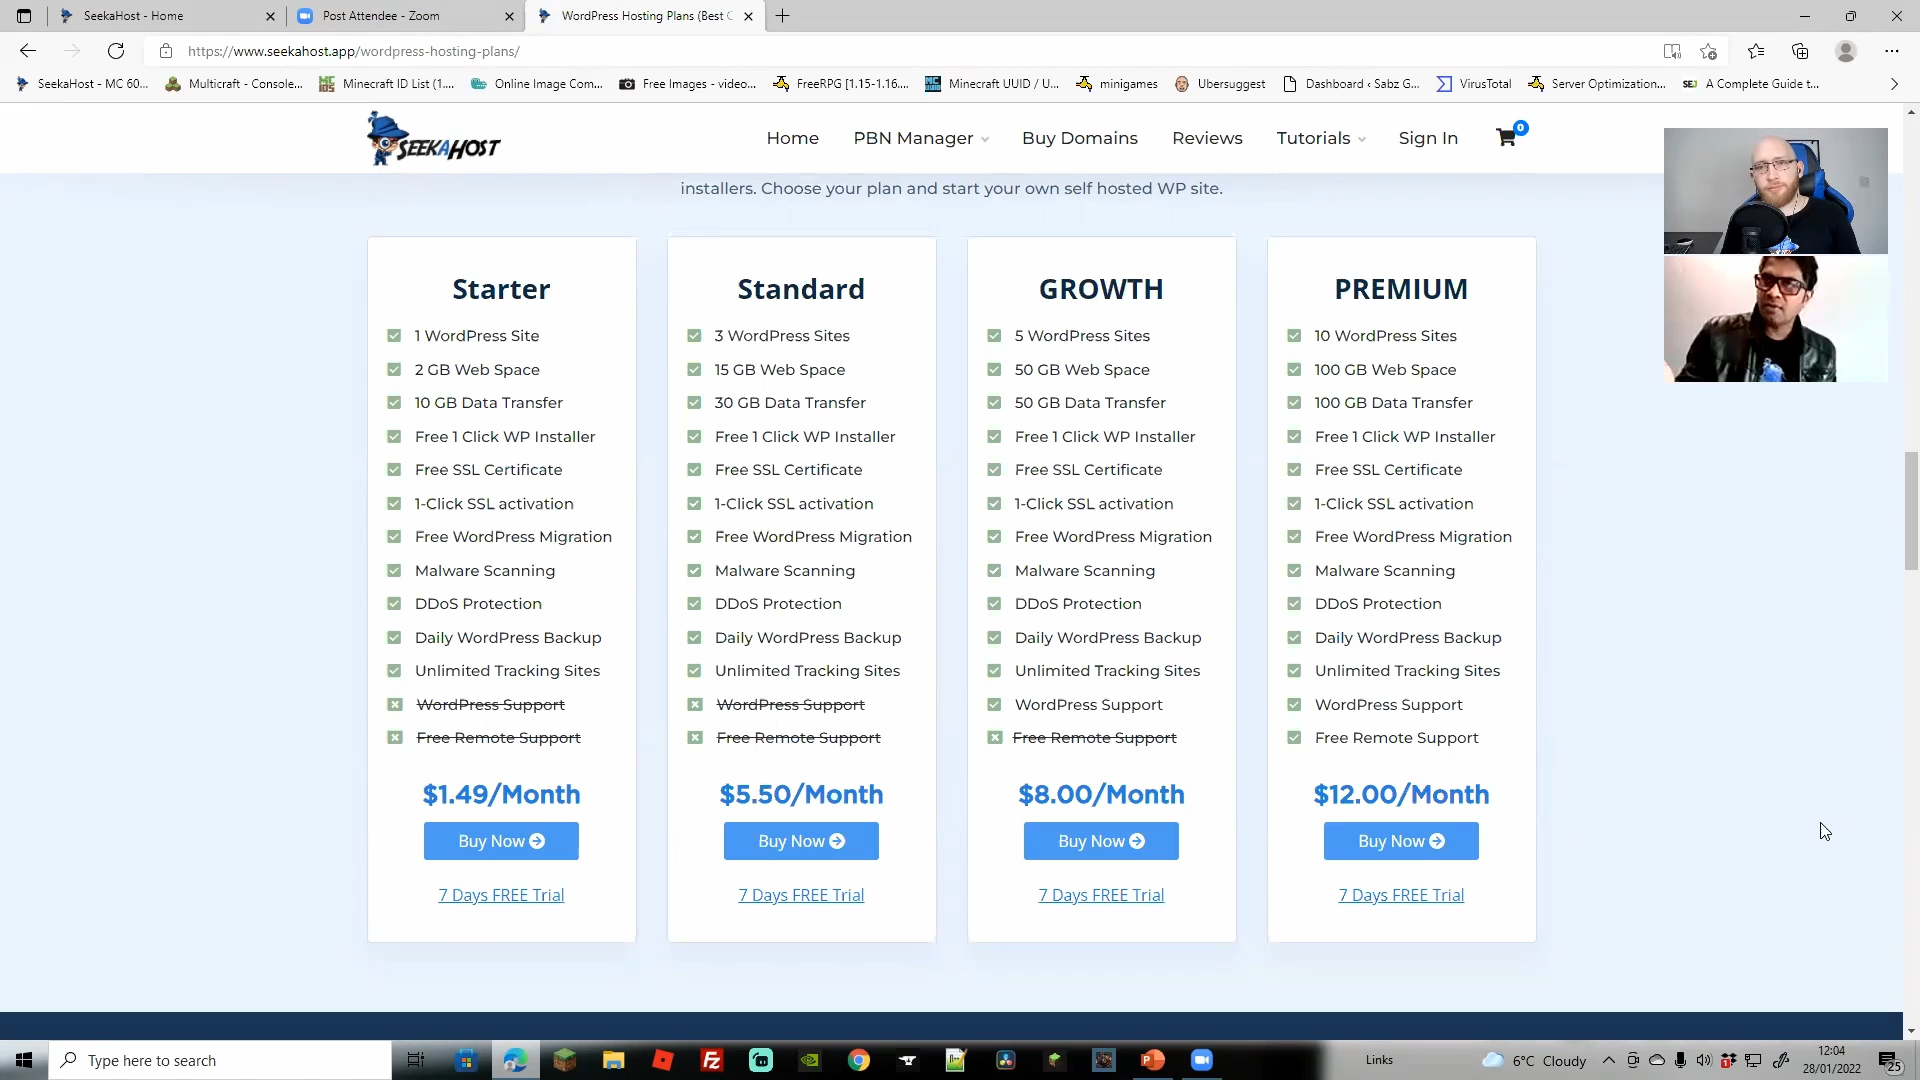 SeekaHost - Home
Post Attendee - Zoom
WordPress Hosting Plans (Best C
https://www.seekahost.app/wordpress-hosting-plans/
SeekaHost - MC 60...
Multicraft - Console...
Minecraft ID List (1....
Online Image Com...
Free Images - video...
FreeRPG [1.15-1.16....
Minecraft UUID / U...
minigames
Ubersuggest
Dashboard ‹ Sabz G...
VirusTotal
Server Optimization...
SEJ A Complete Guide t...
SEEKAHOST
Home
PBN Manager
Buy Domains
Reviews
Tutorials
Sign In
0
installers. Choose your plan and start your own self hosted WP site.
Starter
1 WordPress Site
2 GB Web Space
10 GB Data Transfer
Free 1 Click WP Installer
Free SSL Certificate
1-Click SSL activation
Free WordPress Migration
Malware Scanning
DDoS Protection
Daily WordPress Backup
Unlimited Tracking Sites
WordPress Support
Free Remote Support
$1.49/Month
Buy Now
7 Days FREE Trial
Standard
3 WordPress Sites
15 GB Web Space
30 GB Data Transfer
Free 1 Click WP Installer
Free SSL Certificate
1-Click SSL activation
Free WordPress Migration
Malware Scanning
DDoS Protection
Daily WordPress Backup
Unlimited Tracking Sites
WordPress Support
Free Remote Support
$5.50/Month
Buy Now
7 Days FREE Trial
GROWTH
5 WordPress Sites
50 GB Web Space
50 GB Data Transfer
Free 1 Click WP Installer
Free SSL Certificate
1-Click SSL activation
Free WordPress Migration
Malware Scanning
DDoS Protection
Daily WordPress Backup
Unlimited Tracking Sites
WordPress Support
Free Remote Support
$8.00/Month
Buy Now
7 Days FREE Trial
PREMIUM
10 WordPress Sites
100 GB Web Space
100 GB Data Transfer
Free 1 Click WP Installer
Free SSL Certificate
1-Click SSL activation
Free WordPress Migration
Malware Scanning
DDoS Protection
Daily WordPress Backup
Unlimited Tracking Sites
WordPress Support
Free Remote Support
$12.00/Month
Buy Now
7 Days FREE Trial
Type here to search
Links
6°C Cloudy
12:04
28/01/2022
25